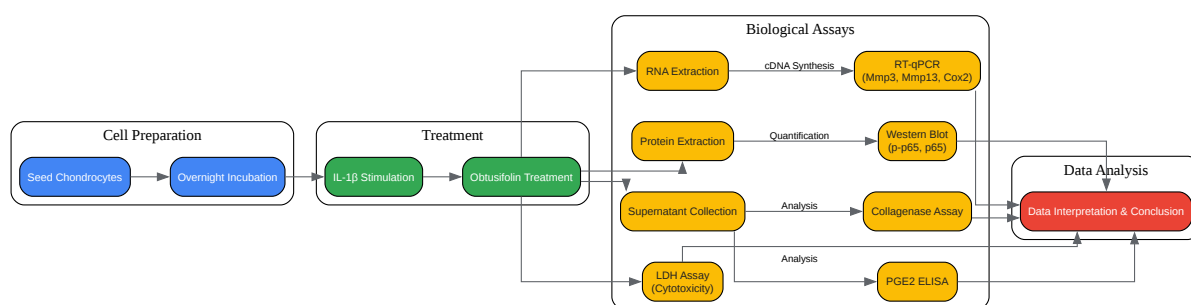 Biological Assays
RNA Extraction
cDNA Synthesis
RT-qPCR
(Mmp3, Mmp13, Cox2)
Cell Preparation
Treatment
Protein Extraction
Quantification
Western Blot
(p-p65, p65)
Data Analysis
Seed Chondrocytes
Overnight Incubation
IL-1β Stimulation
Obtusifolin Treatment
Supernatant Collection
Analysis
Collagenase Assay
Data Interpretation & Conclusion
LDH Assay
(Cytotoxicity)
Analysis
PGE2 ELISA